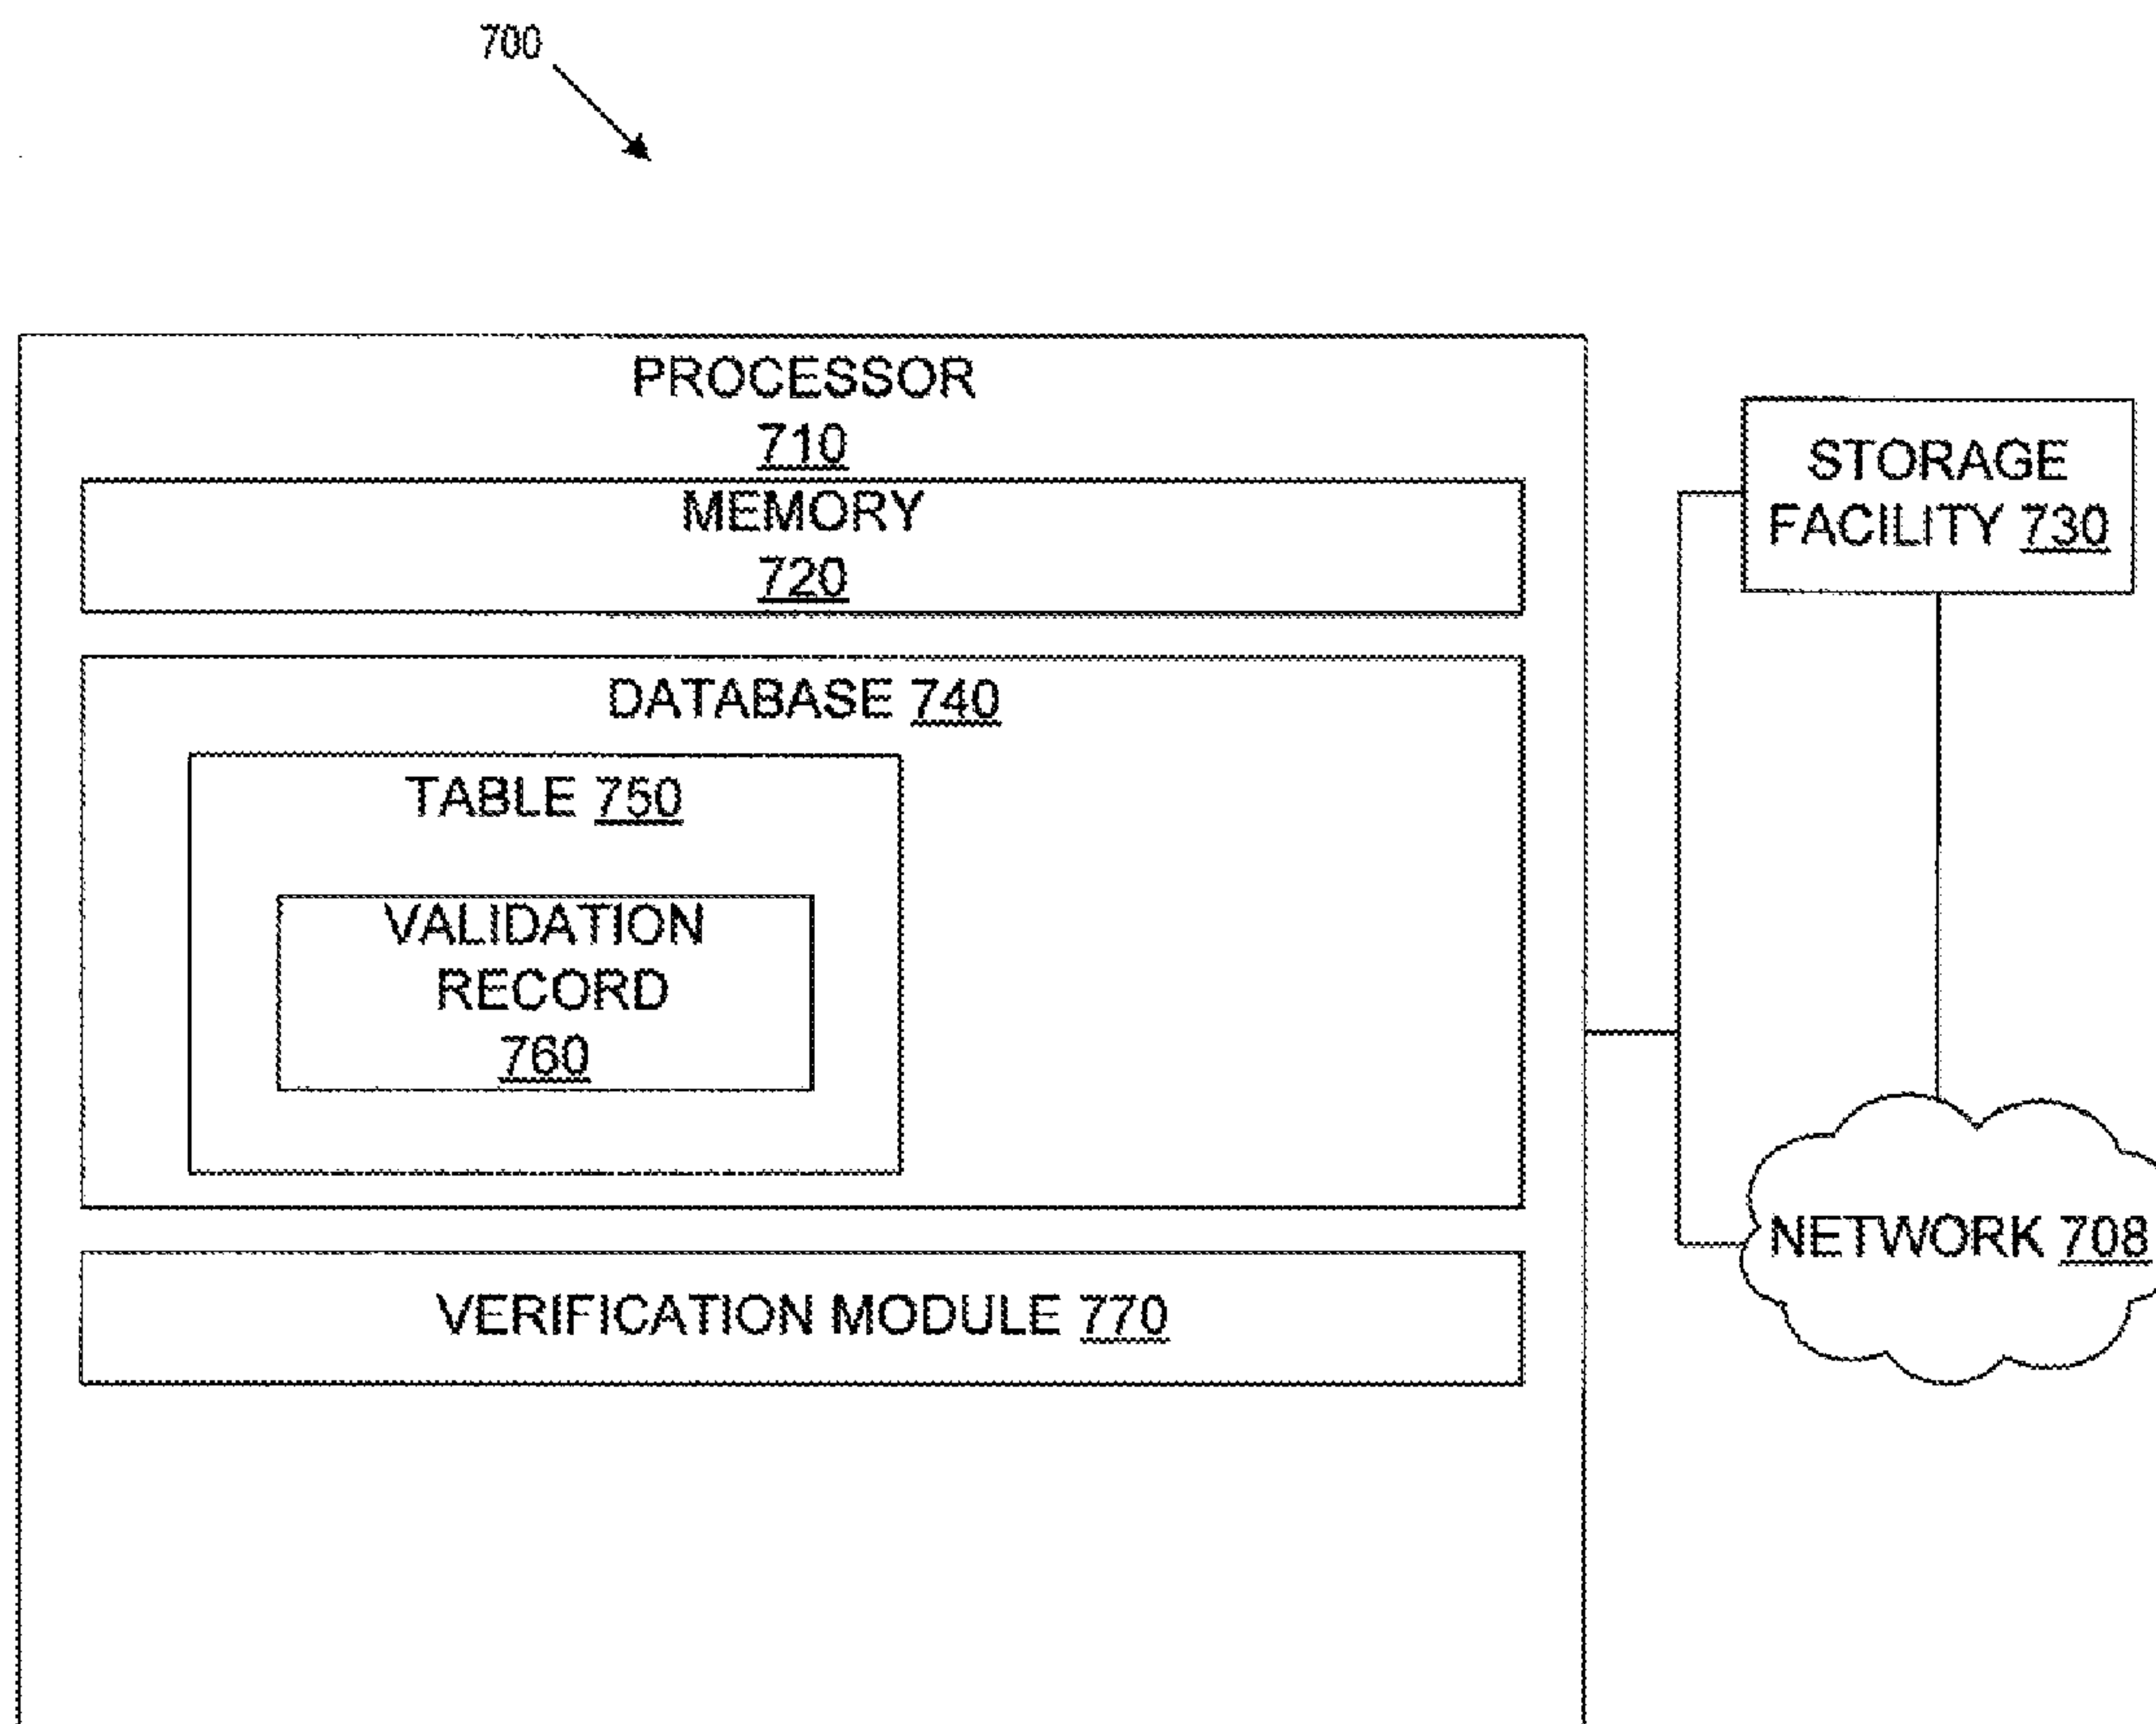 700
PROCESSOR
710
MEMORY
720
STORAGE
FACILITY 730
DATABASE 740
TABLE 750
VALIDATION
RECORD
760
NETWORK 708
VERIFICATION MODULE 770